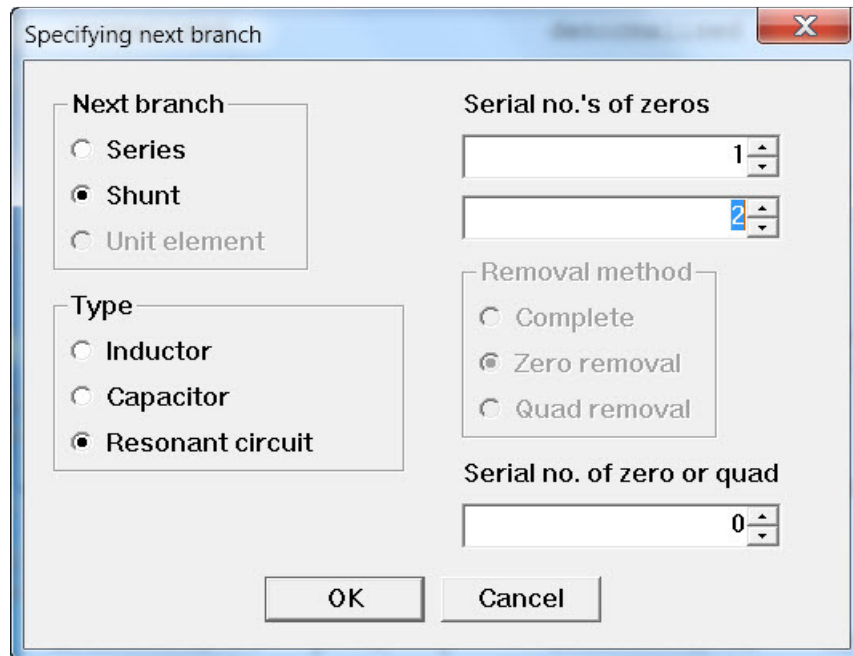 Specifying next branch
Next branch
Series
Shunt
Unit element
Type
Inductor
Capacitor
Resonant circuit
Serial no.'s of zeros
1
2
Removal method
Complete
Zero removal
Quad removal
Serial no. of zero or quad
0
OK
Cancel